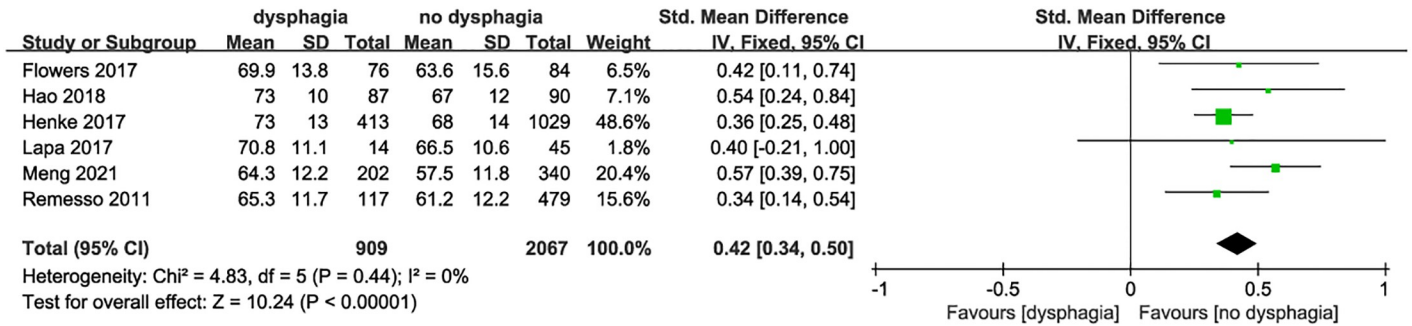 dysphagia no dysphagia Std. Mean Difference Std. Mean Difference
Study or Subgroup Mean SD Total Mean SD Total Weight IV, Fixed, 95% CI IV, Fixed, 95% CI
Flowers 2017 69.9 13.8 76 63.6 15.6 84 6.5% 0.42 [0.11, 0.74]
Hao 2018 73 10 87 67 12 90 7.1% 0.54 [0.24, 0.84]
Henke 2017 73 13 413 68 14 1029 48.6% 0.36 [0.25, 0.48]
Lapa 2017 70.8 11.1 14 66.5 10.6 45 1.8% 0.40 [-0.21, 1.00]
Meng 2021 64.3 12.2 202 57.5 11.8 340 20.4% 0.57 [0.39, 0.75]
Remesso 2011 65.3 11.7 117 61.2 12.2 479 15.6% 0.34 [0.14, 0.54]
Total (95% CI) 909 2067 100.0% 0.42 [0.34, 0.50]
Heterogeneity: Chi² = 4.83, df = 5 (P = 0.44); I² = 0%
Test for overall effect: Z = 10.24 (P < 0.00001)
-1 -0.5 0 0.5 1
Favours [dysphagia] Favours [no dysphagia]